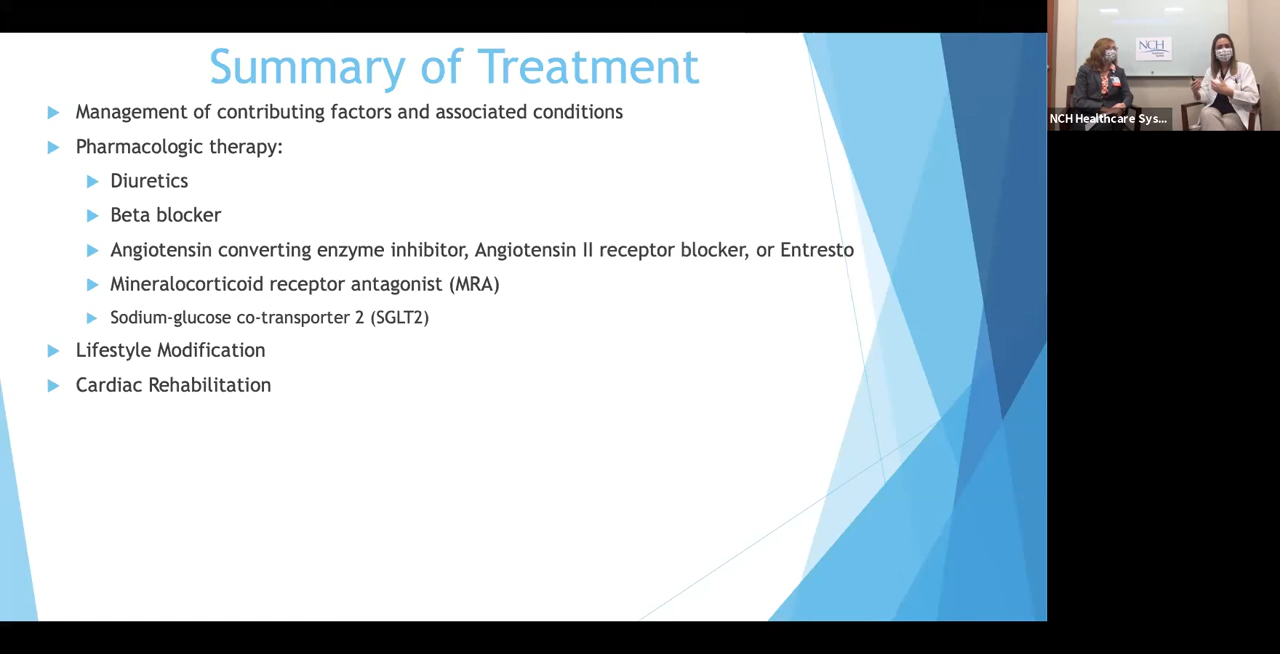 Summary of Treatment
Management of contributing factors and associated conditions
Pharmacologic therapy:
Diuretics
Beta blocker
Angiotensin converting enzyme inhibitor, Angiotensin II receptor blocker, or Entresto
Mineralocorticoid receptor antagonist (MRA)
Sodium-glucose co-transporter 2 (SGLT2)
Lifestyle Modification
Cardiac Rehabilitation
NCH
NCH Healthcare Sys...